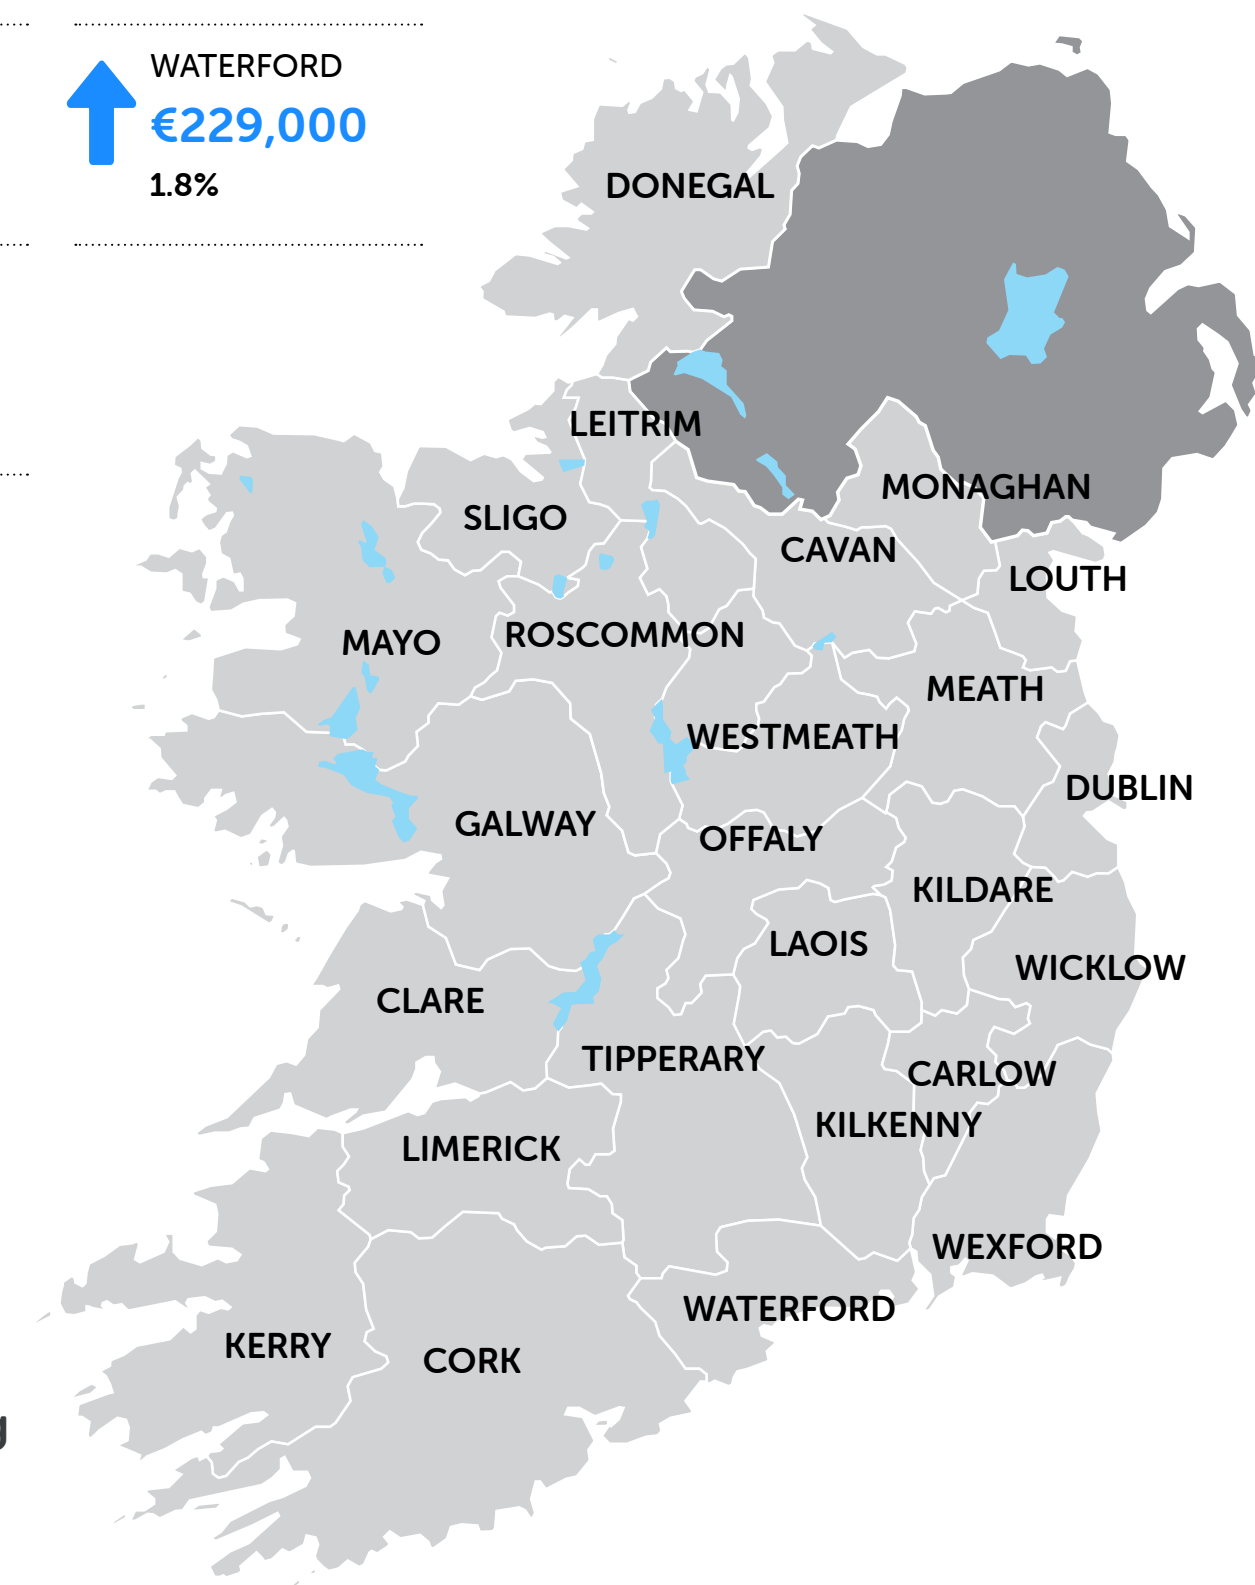 WATERFORD
€229,000
1.8%
DONEGAL
LEITRIM
MONAGHAN
SLIGO
CAVAN
LOUTH
MAYO
ROSCOMMON
MEATH
WESTMEATH
DUBLIN
GALWAY
OFFALY
KILDARE
LAOIS
WICKLOW
CLARE
TIPPERARY
CARLOW
KILKENNY
LIMERICK
WEXFORD
WATERFORD
KERRY
CORK